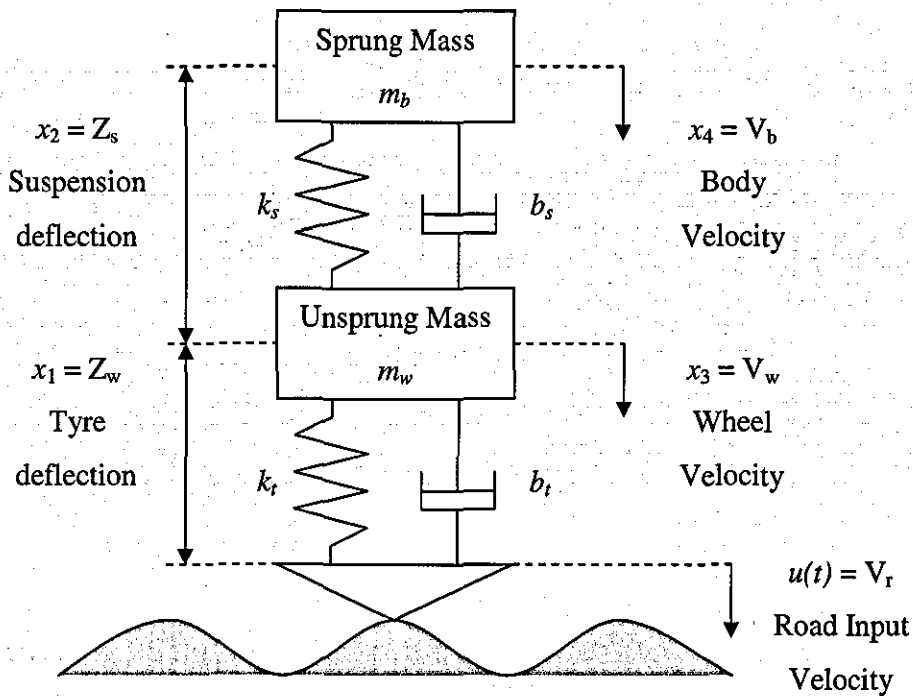 Sprung Mass
m_b
x_2 = Z_s
Suspension
deflection
k_s
b_s
x_4 = V_b
Body
Velocity
Unsprung Mass
m_w
x_1 = Z_w
Tyre
deflection
k_t
b_t
x_3 = V_w
Wheel
Velocity
u(t) = V_r
Road Input
Velocity